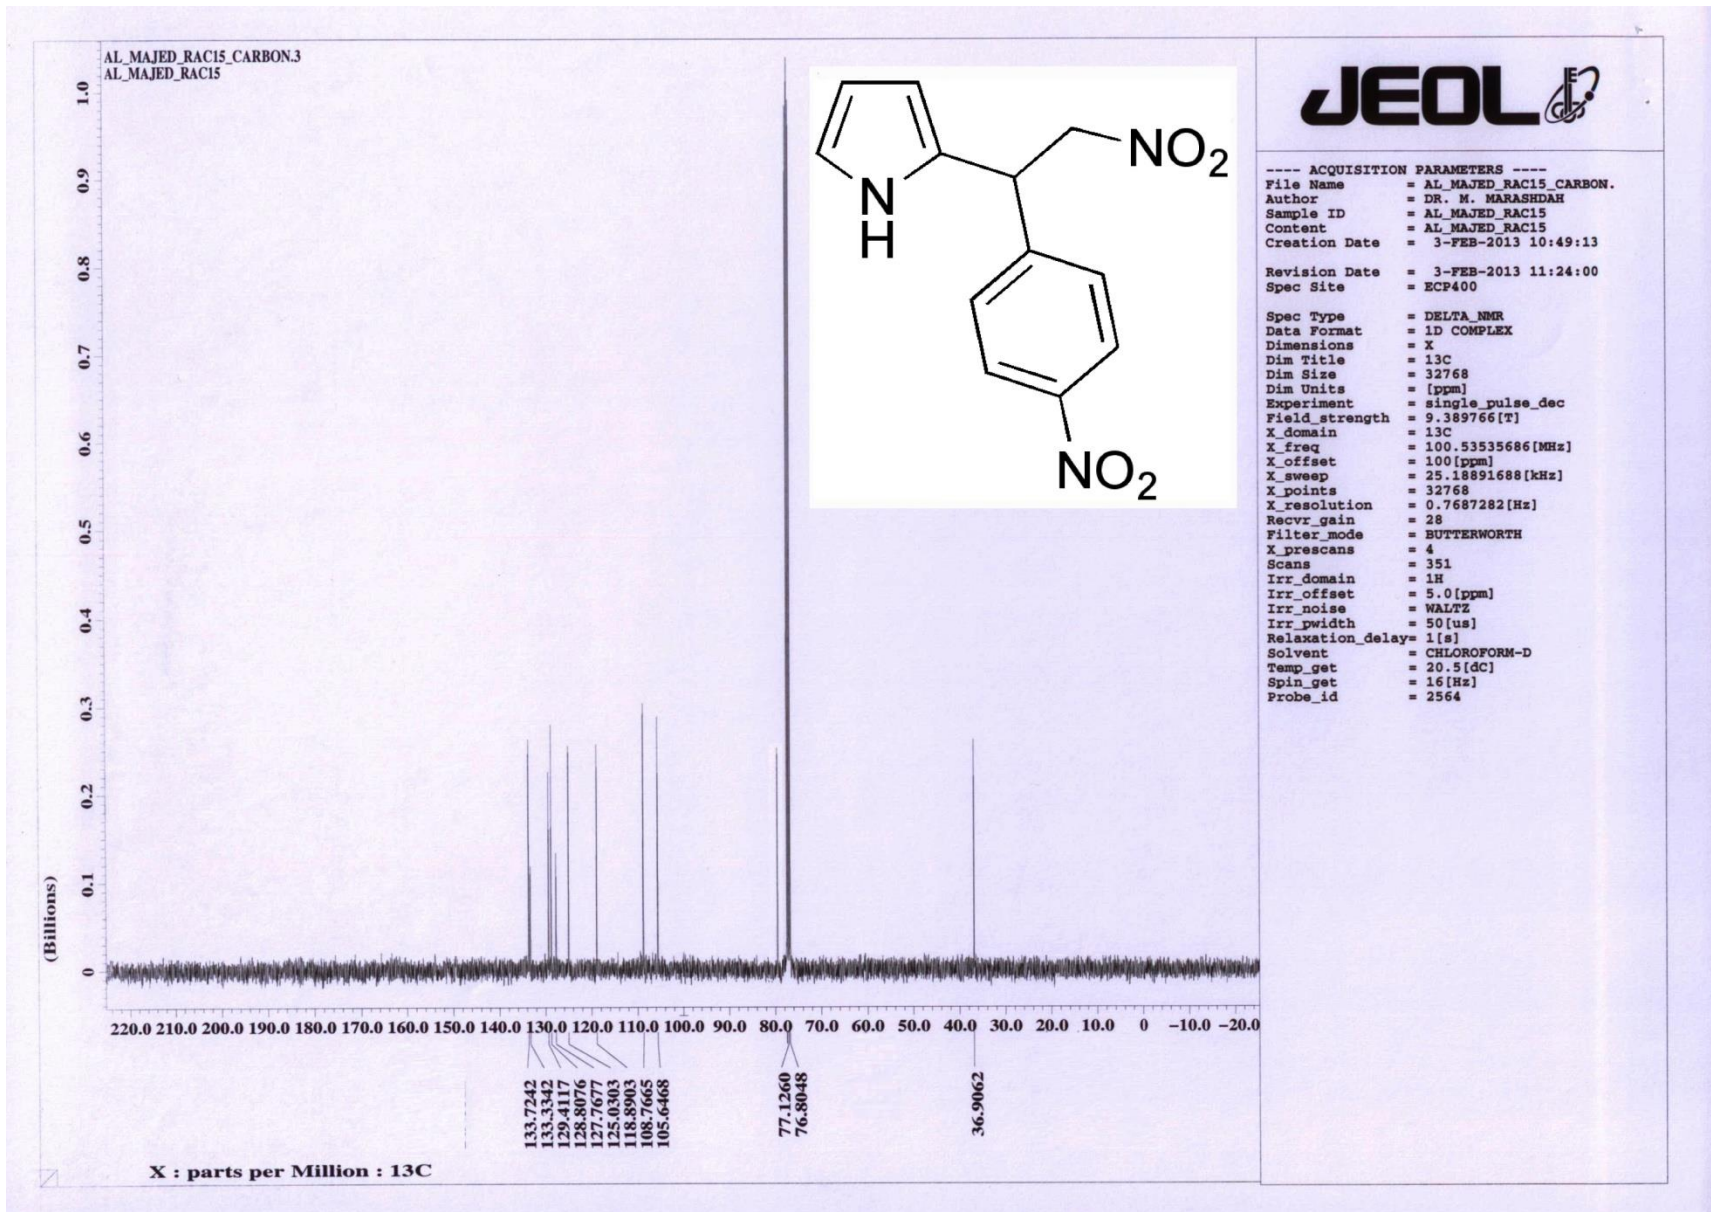 AL_MAJED_RAC15_CARBON.3
AL_MAJED_RAC15
(Billions)
1.0
0.9
0.8
0.7
0.6
0.5
0.4
0.3
0.2
0.1
0
NO2
N
H
NO2
220.0 210.0 200.0 190.0 180.0 170.0 160.0 150.0 140.0 130.0 120.0 110.0 100.0 90.0 80.0 70.0 60.0 50.0 40.0 30.0 20.0 10.0 0 -10.0 -20.0
133.7242
133.3342
129.4117
128.8076
127.7677
125.0303
118.8903
108.7665
105.6468
77.1260
76.8048
36.9062
X : parts per Million : 13C
JEOL
---- ACQUISITION PARAMETERS ----
File Name = AL_MAJED_RAC15_CARBON.
Author = DR. M. MARASHDAH
Sample ID = AL_MAJED_RAC15
Content = AL_MAJED_RAC15
Creation Date = 3-FEB-2013 10:49:13
Revision Date = 3-FEB-2013 11:24:00
Spec Site = ECP400
Spec Type = DELTA_NMR
Data Format = 1D COMPLEX
Dimensions = X
Dim Title = 13C
Dim Size = 32768
Dim Units = [ppm]
Experiment = single_pulse_dec
Field_strength = 9.389766[T]
X_domain = 13C
X_freq = 100.53535686[MHz]
X_offset = 100[ppm]
X_sweep = 25.18891688[kHz]
X_points = 32768
X_resolution = 0.7687282[Hz]
Recvr_gain = 28
Filter_mode = BUTTERWORTH
X_prescans = 4
Scans = 351
Irr_domain = 1H
Irr_offset = 5.0[ppm]
Irr_noise = WALTZ
Irr_pwidth = 50[us]
Relaxation_delay= 1[s]
Solvent = CHLOROFORM-D
Temp_get = 20.5[dC]
Spin_get = 16[Hz]
Probe_id = 2564